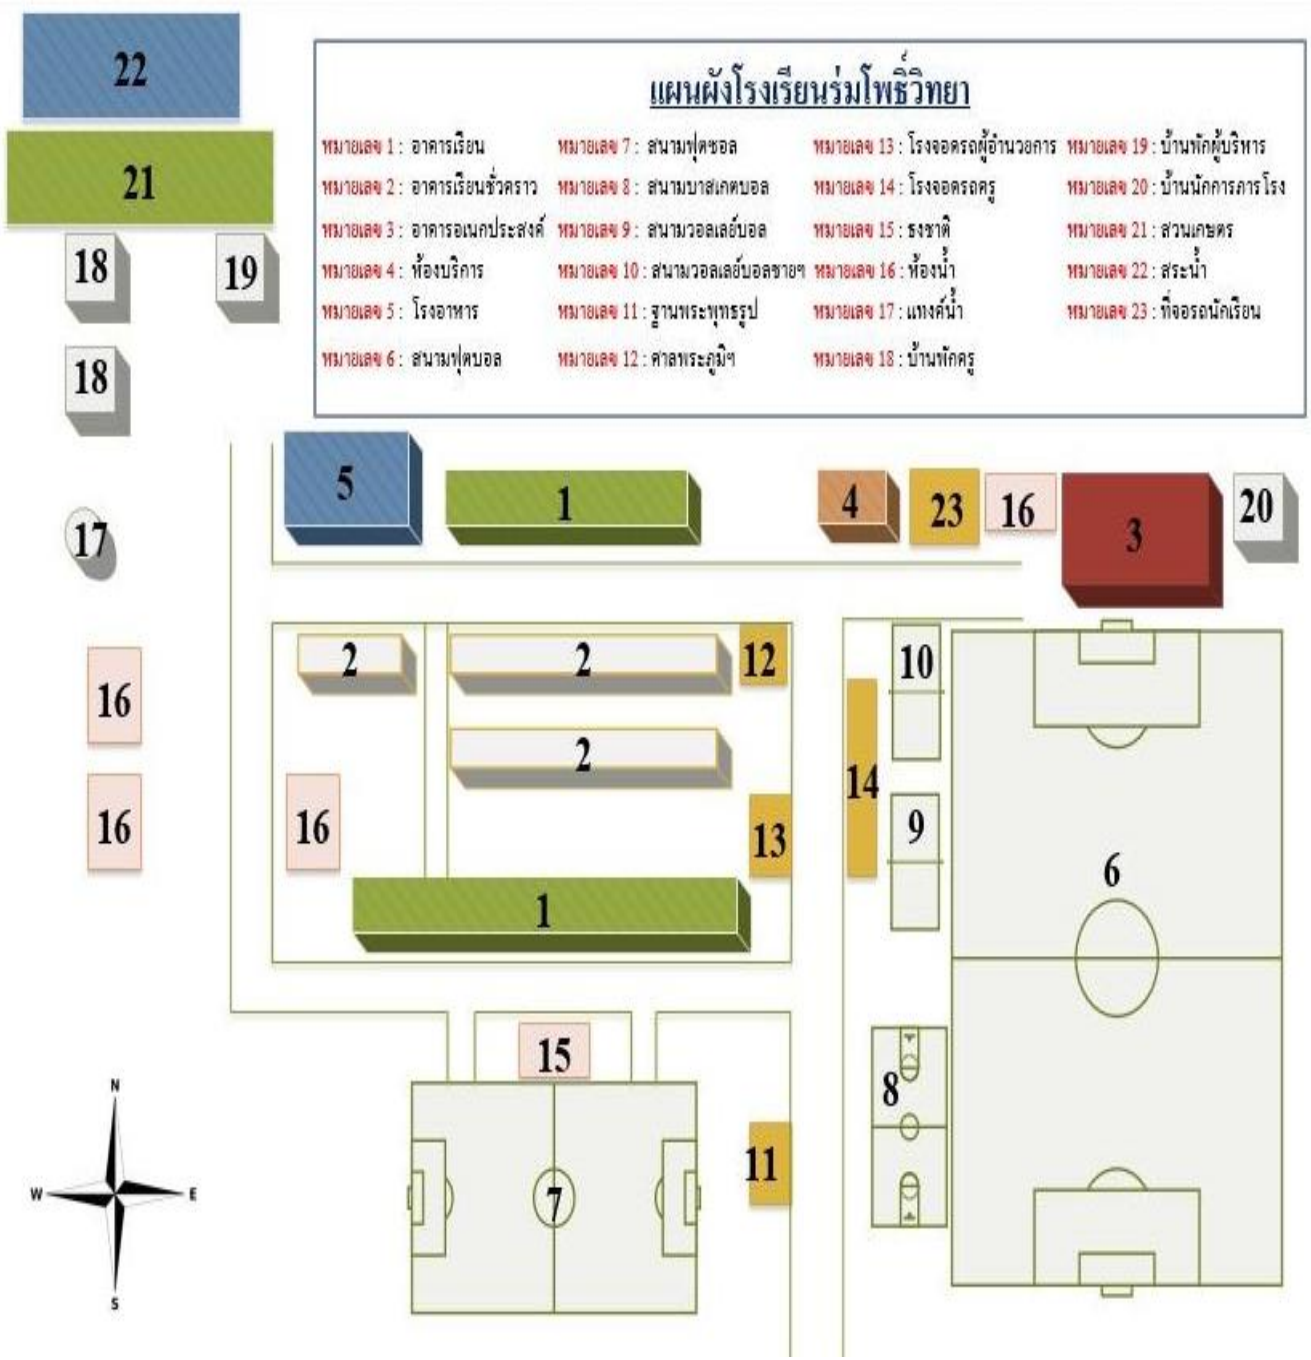 แผนผังโรงเรียนร่มโพธิ์วิทยา
หมายเลข 1 : อาคารเรียน
หมายเลข 2 : อาคารเรียนชั่วคราว
หมายเลข 3 : อาคารอเนกประสงค์
หมายเลข 4 : ห้องบริการ
หมายเลข 5 : โรงอาหาร
หมายเลข 6 : สนามฟุตบอล
หมายเลข 7 : สนามฟุตซอล
หมายเลข 8 : สนามบาสเกตบอล
หมายเลข 9 : สนามวอลเลย์บอล
หมายเลข 10 : สนามวอลเลย์บอลชายฯ
หมายเลข 11 : ฐานพระพุทธรูป
หมายเลข 12 : ศาลพระภูมิฯ
หมายเลข 13 : โรงจอดรถผู้อำนวยการ
หมายเลข 14 : โรงจอดรถครู
หมายเลข 15 : ธงชาติ
หมายเลข 16 : ห้องน้ำ
หมายเลข 17 : แทงค์น้ำ
หมายเลข 18 : บ้านพักครู
หมายเลข 19 : บ้านพักผู้บริหาร
หมายเลข 20 : บ้านนักการภารโรง
หมายเลข 21 : สวนเกษตร
หมายเลข 22 : สระน้ำ
หมายเลข 23 : ที่จอรถนักเรียน
22
21
18
19
18
5
1
4
23
16
3
20
17
2
2
12
10
16
2
14
16
16
13
9
6
1
15
8
11
7
N
W
E
S